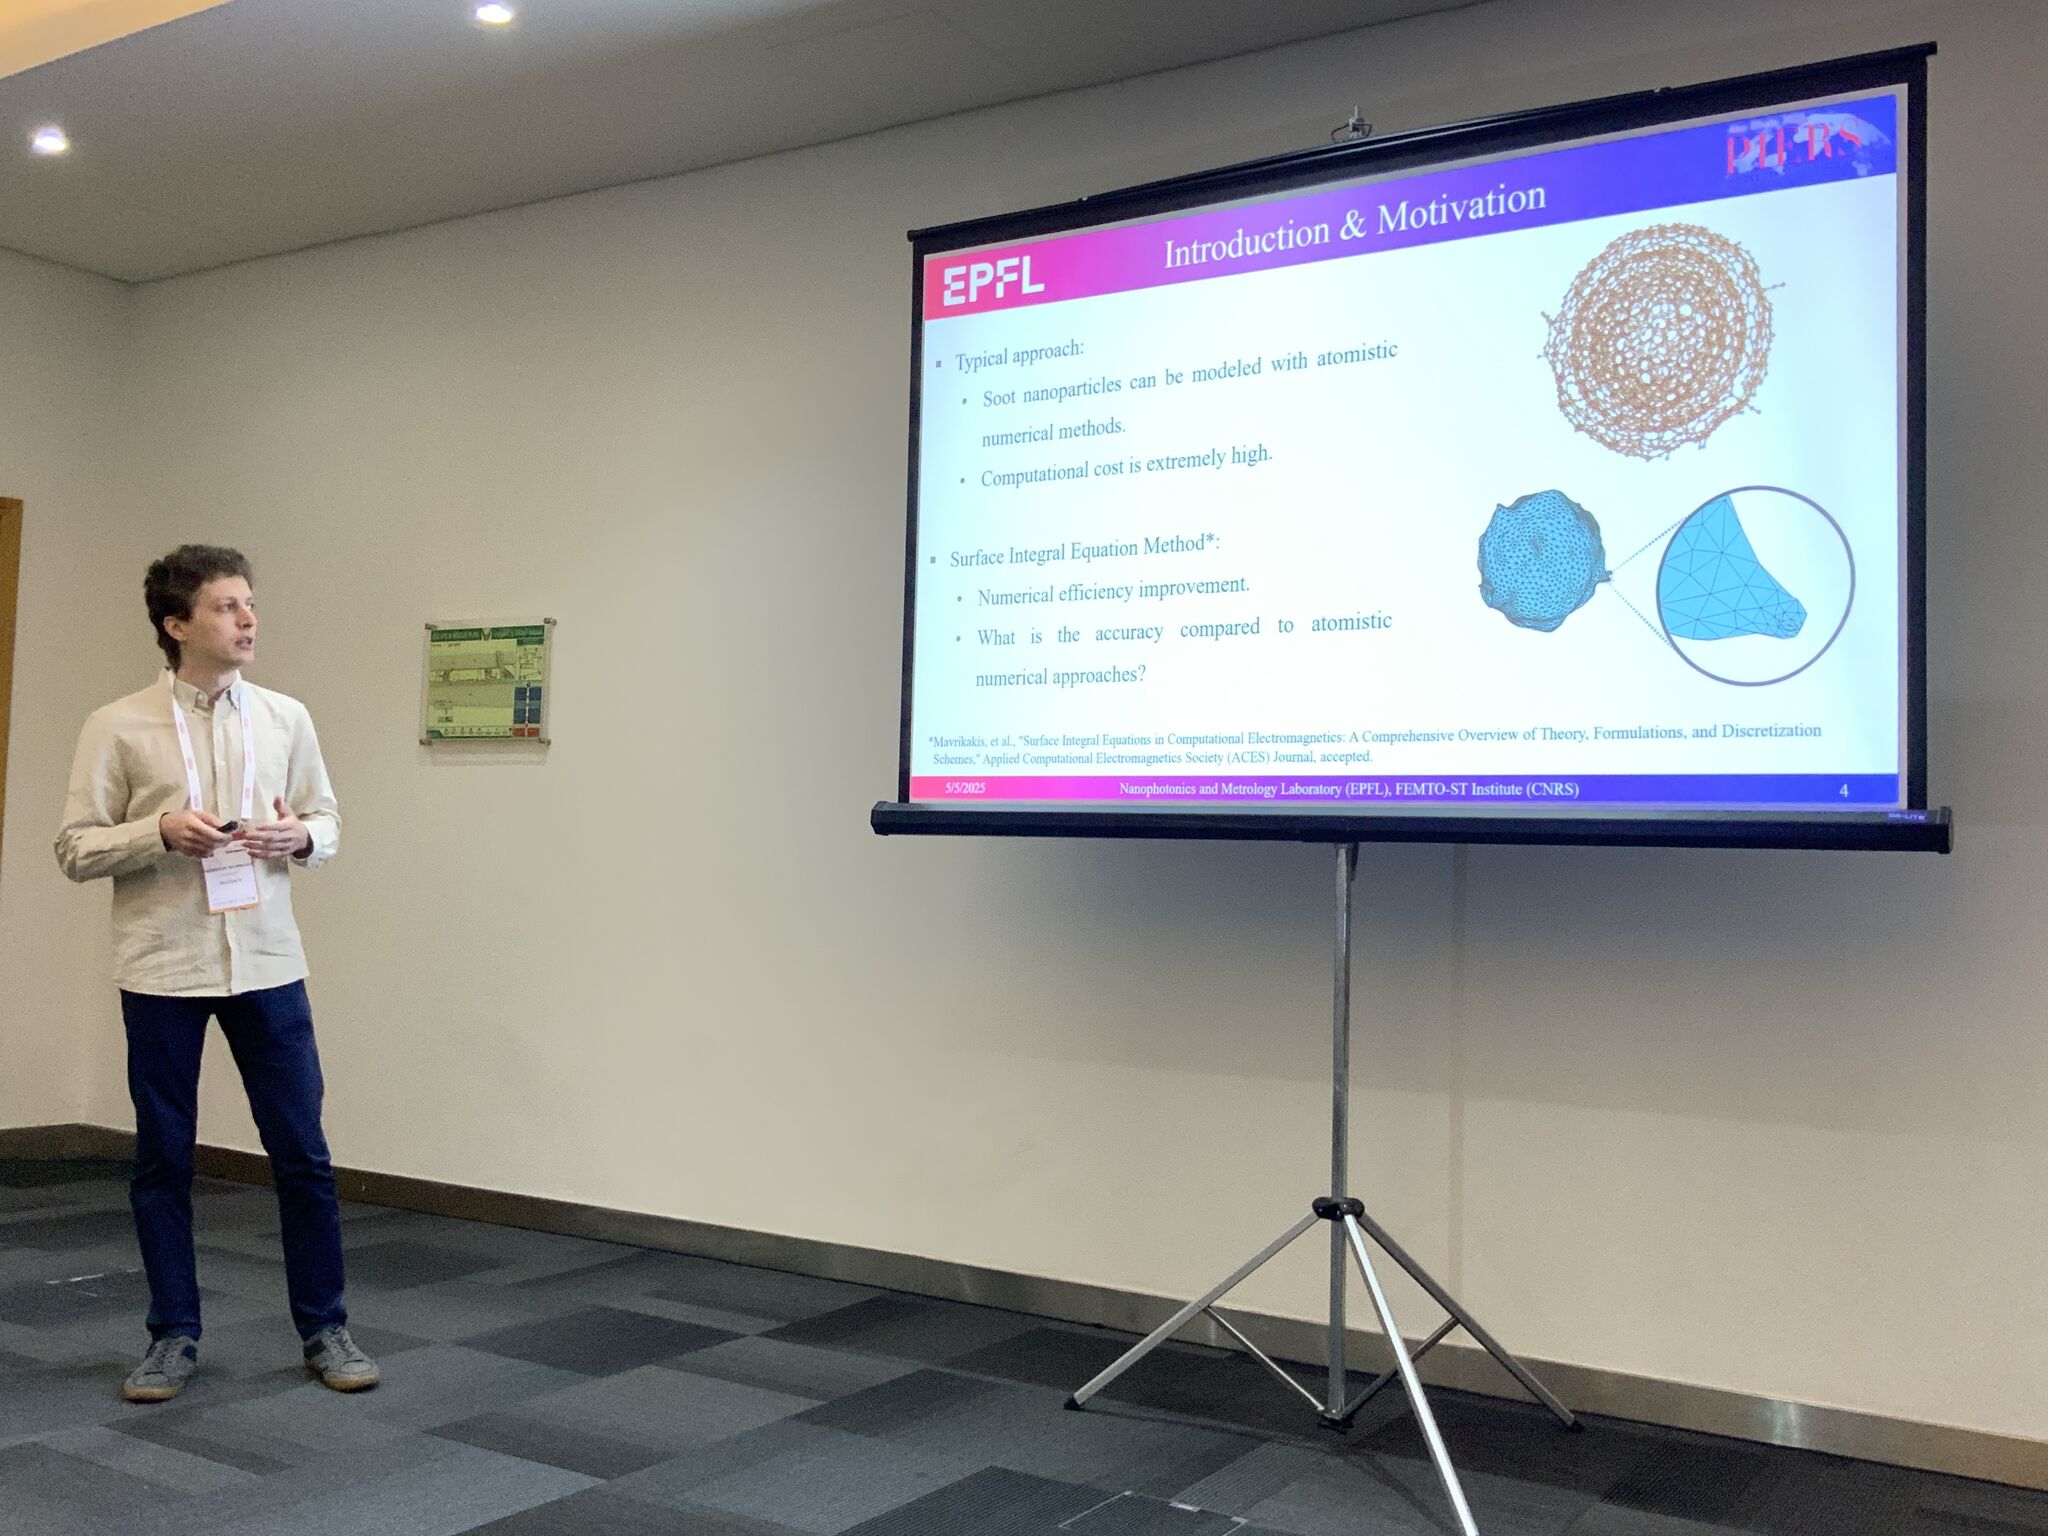 PIERS
Introduction & Motivation
EPFL
▪ Typical approach:
• Soot nanoparticles can be modeled with atomistic
numerical methods.
• Computational cost is extremely high.
▪ Surface Integral Equation Method*:
• Numerical efficiency improvement.
• What is the accuracy compared to atomistic
numerical approaches?
*Mavrikakis, et al., "Surface Integral Equations in Computational Electromagnetics: A Comprehensive Overview of Theory, Formulations, and Discretization
Schemes," Applied Computational Electromagnetics Society (ACES) Journal, accepted.
5/5/2025
Nanophotonics and Metrology Laboratory (EPFL), FEMTO-ST Institute (CNRS)
4
DA-LITE